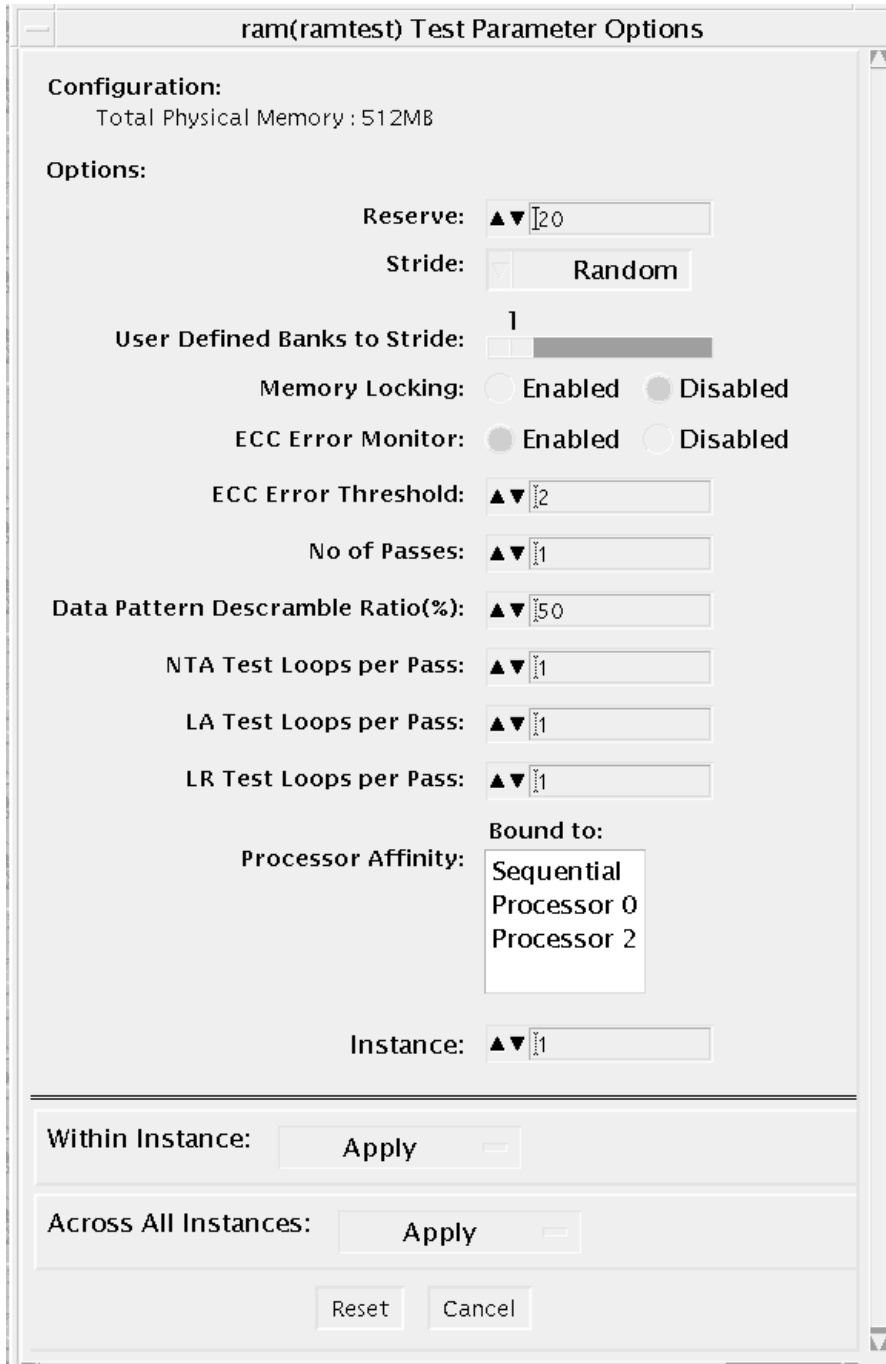 ram(ramtest) Test Parameter Options
Configuration:
Total Physical Memory : 512MB
Options:
Reserve: 20
Stride: Random
1
User Defined Banks to Stride:
Memory Locking: Enabled Disabled
ECC Error Monitor: Enabled Disabled
ECC Error Threshold: 2
No of Passes: 1
Data Pattern Descramble Ratio(%): 50
NTA Test Loops per Pass: 1
LA Test Loops per Pass: 1
LR Test Loops per Pass: 1
Bound to:
Processor Affinity:
Sequential
Processor 0
Processor 2
Instance: 1
Within Instance: Apply
Across All Instances: Apply
Reset Cancel